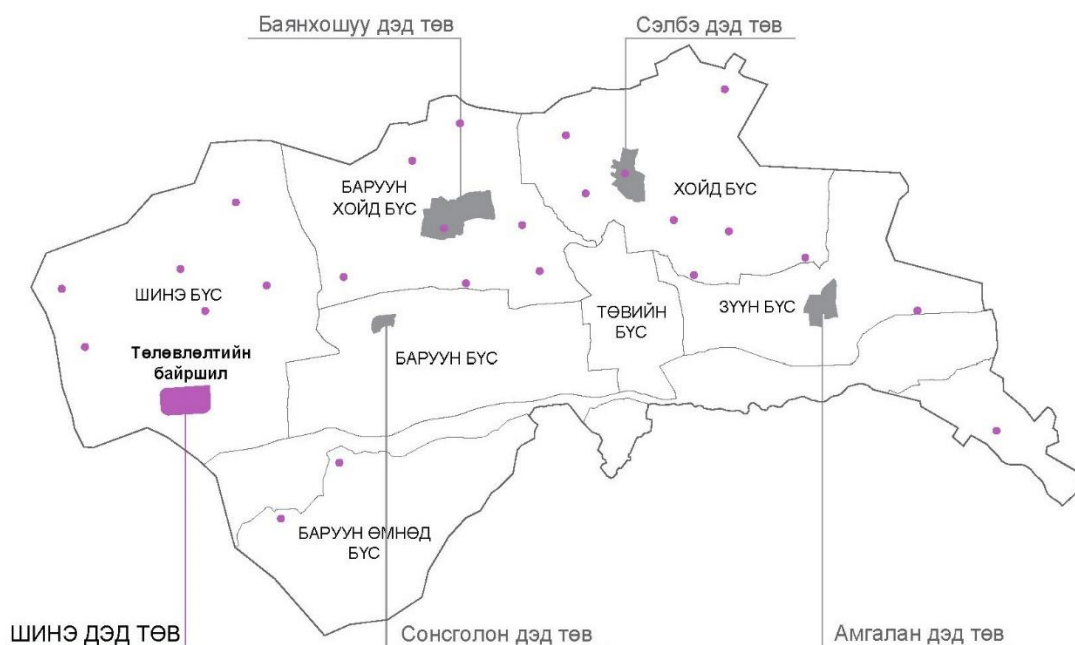 Баянхошуу дэд төв
Сэлбэ дэд төв
БАРУУН
ХОЙД БҮС
ХОЙД БҮС
ШИНЭ БҮС
ТӨВИЙН
БҮС
ЗҮҮН БҮС
Төлөвлөлтийн
байршил
БАРУУН БҮС
БАРУУН ӨМНӨД
БҮС
ШИНЭ ДЭД ТӨВ
Сонсголон дэд төв
Амгалан дэд төв